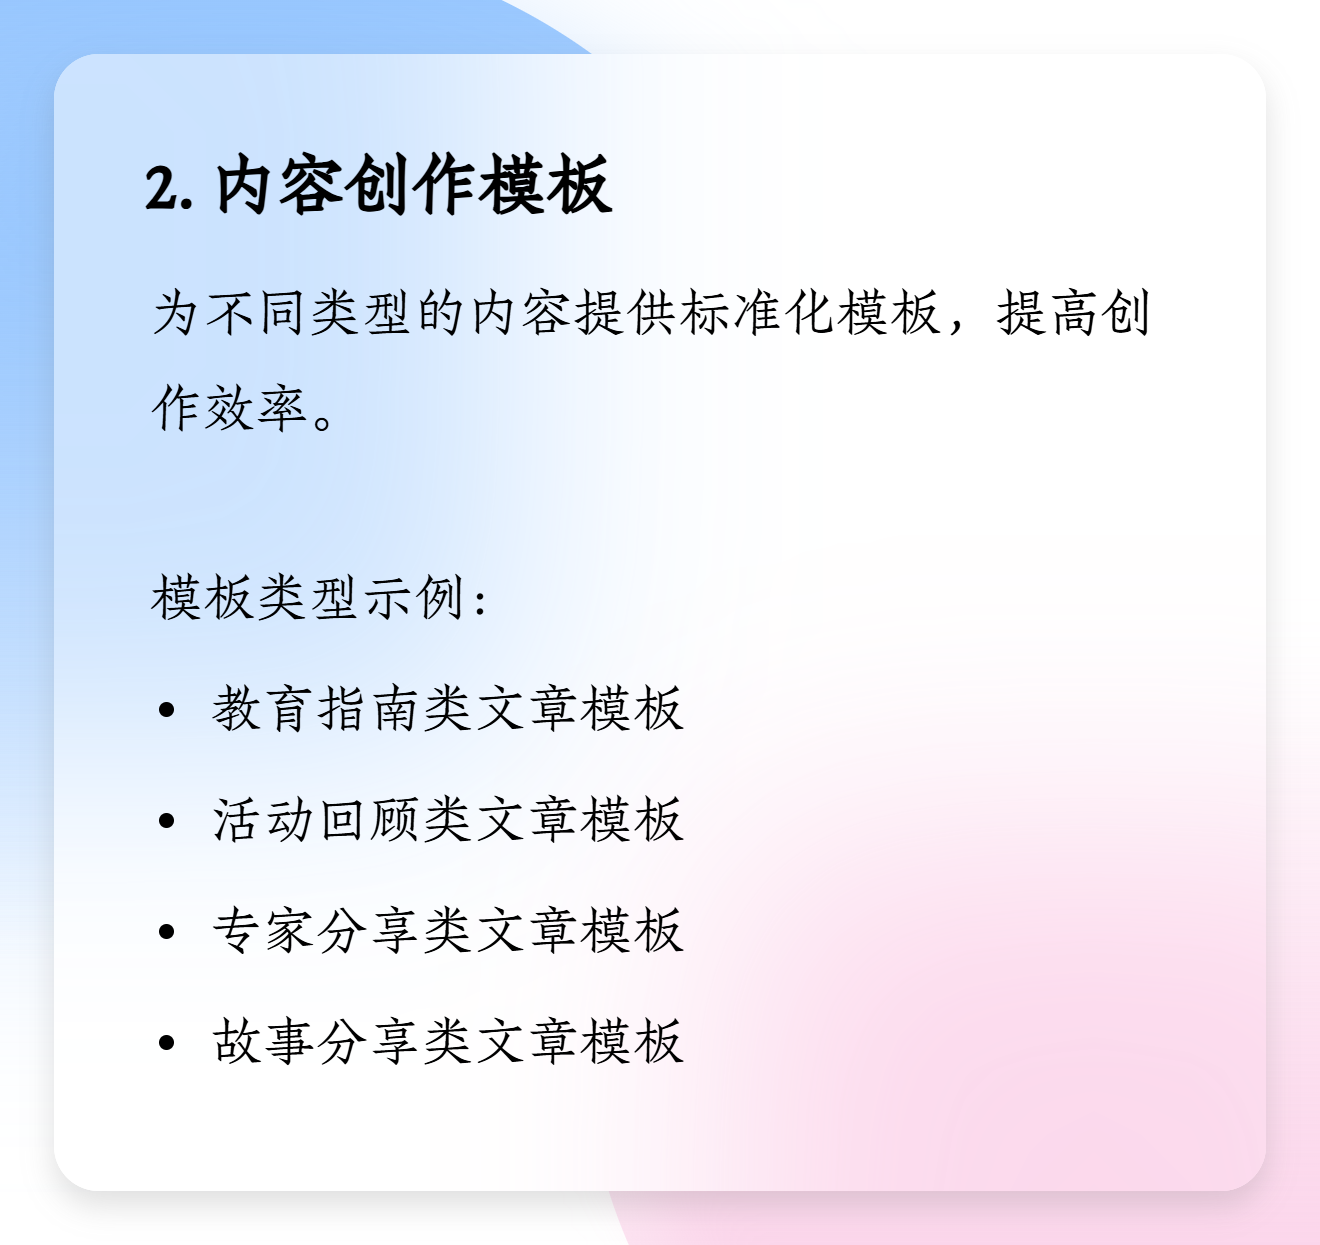 2. 内容创作模板
为不同类型的内容提供标准化模板，提高创
作效率。
模板类型示例：
• 教育指南类文章模板
• 活动回顾类文章模板
• 专家分享类文章模板
• 故事分享类文章模板